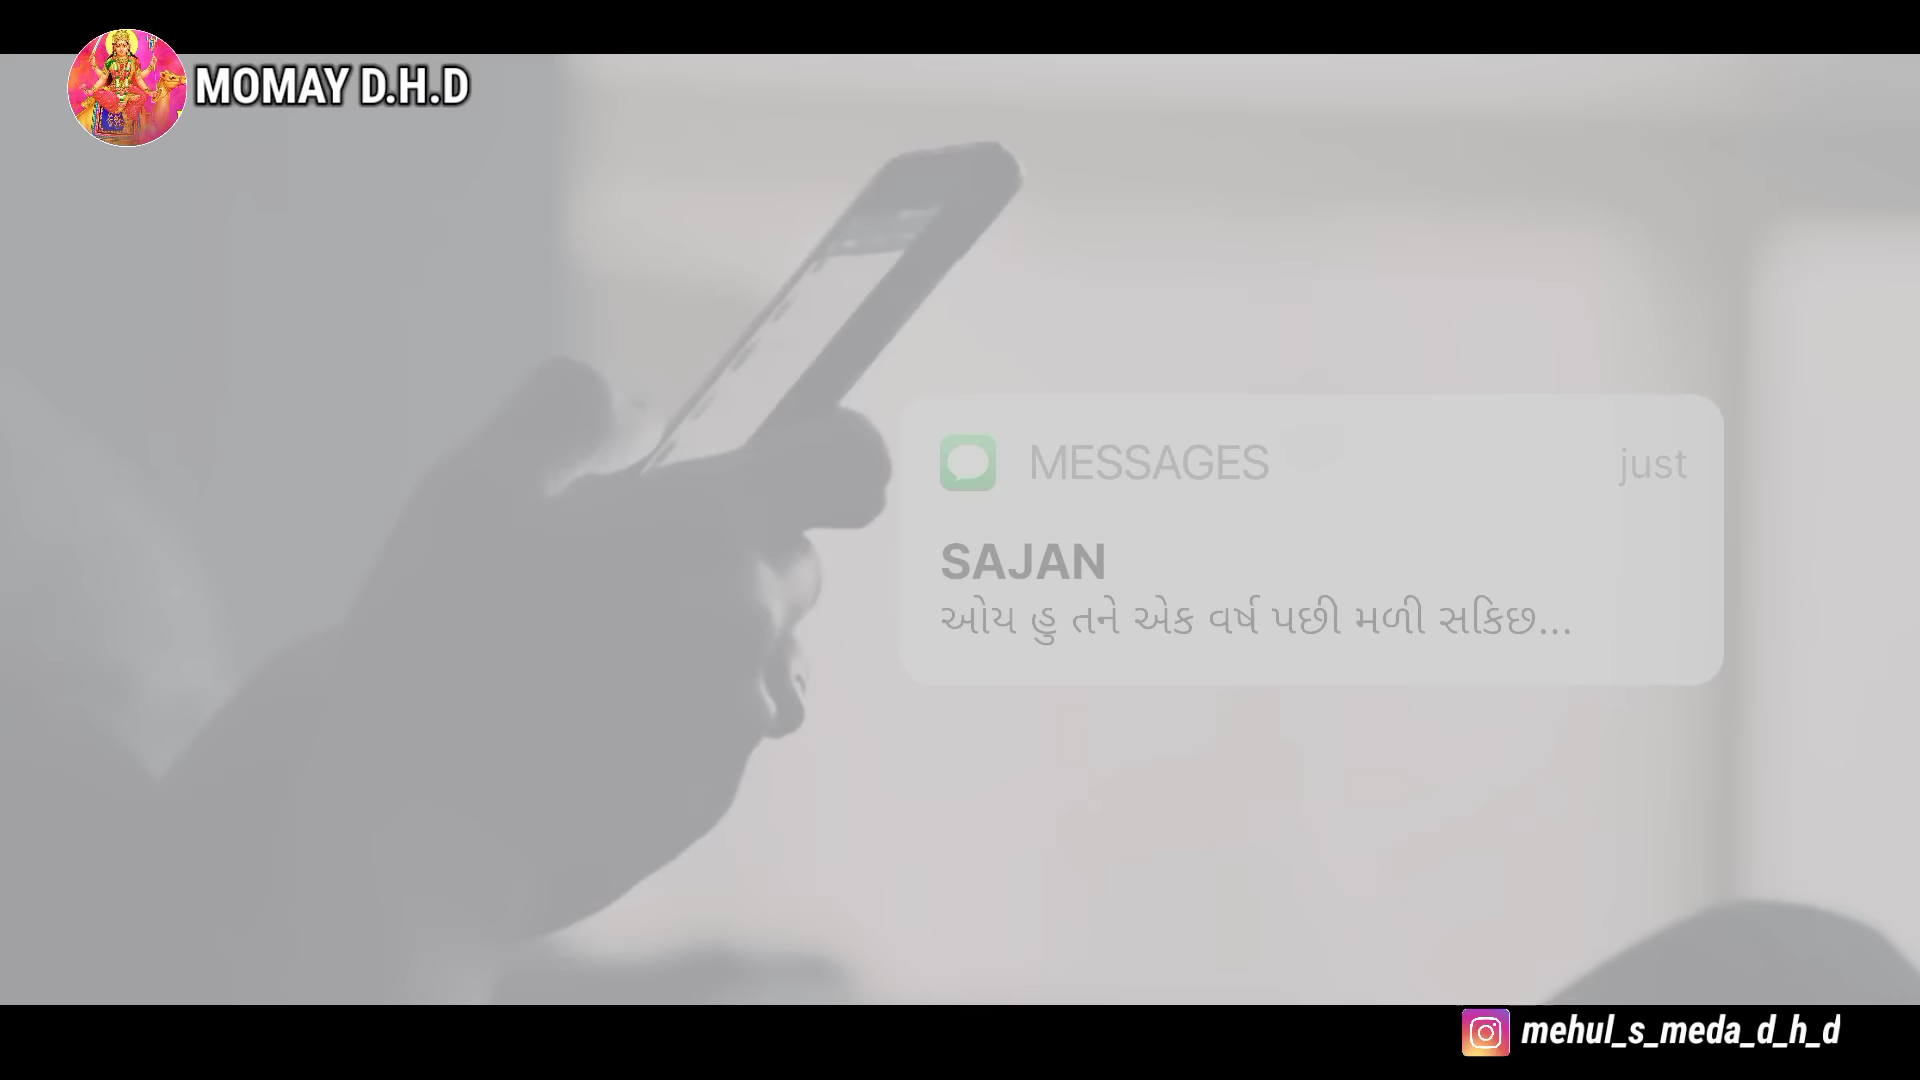 MOMAY D.H.D
MESSAGES
just
SAJAN
ઓય હુ તને એક વર્ષ પછી મળી સકિછ...
mehul_s_meda_d_h_d